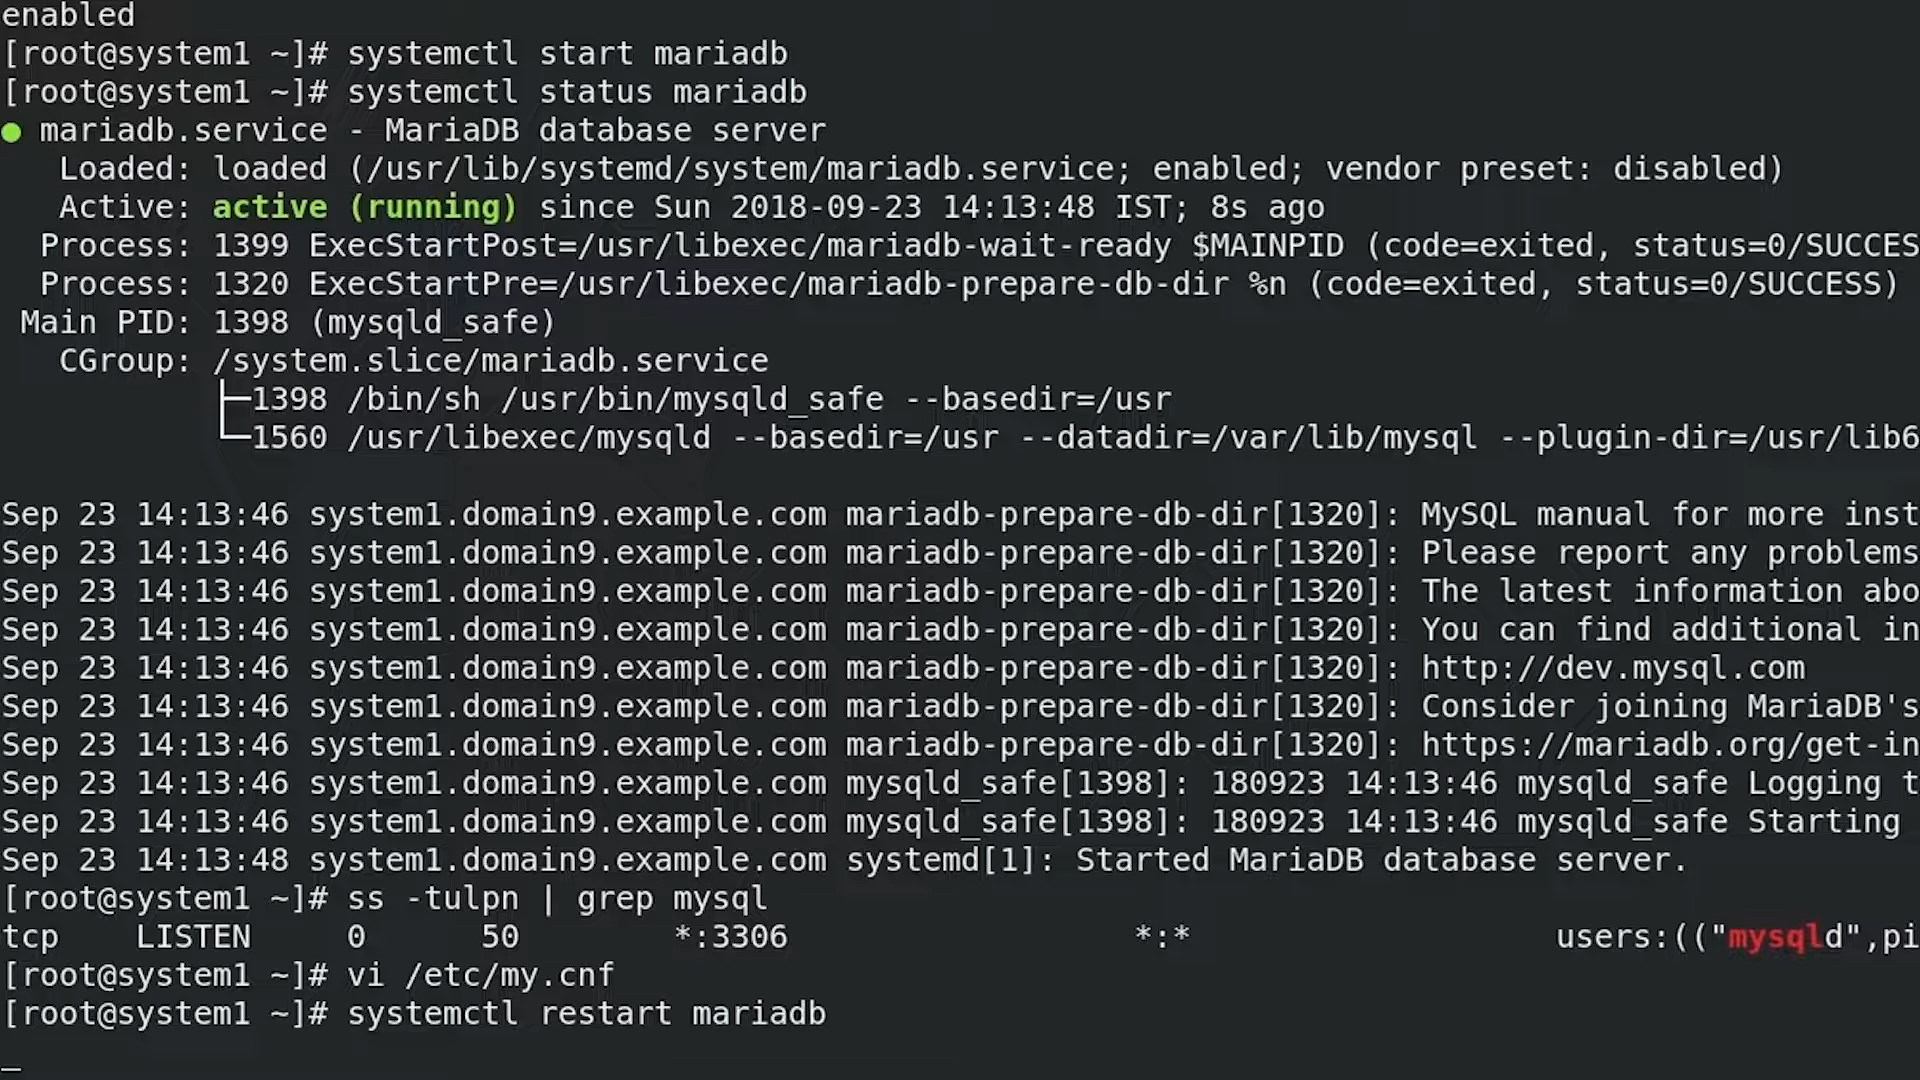 enabled
[root@system1 ~]# systemctl start mariadb
[root@system1 ~]# systemctl status mariadb
● mariadb.service - MariaDB database server
   Loaded: loaded (/usr/lib/systemd/system/mariadb.service; enabled; vendor preset: disabled)
   Active: active (running) since Sun 2018-09-23 14:13:48 IST; 8s ago
  Process: 1399 ExecStartPost=/usr/libexec/mariadb-wait-ready $MAINPID (code=exited, status=0/SUCCES
  Process: 1320 ExecStartPre=/usr/libexec/mariadb-prepare-db-dir %n (code=exited, status=0/SUCCESS)
 Main PID: 1398 (mysqld_safe)
   CGroup: /system.slice/mariadb.service
           ├─1398 /bin/sh /usr/bin/mysqld_safe --basedir=/usr
           └─1560 /usr/libexec/mysqld --basedir=/usr --datadir=/var/lib/mysql --plugin-dir=/usr/lib6
Sep 23 14:13:46 system1.domain9.example.com mariadb-prepare-db-dir[1320]: MySQL manual for more inst
Sep 23 14:13:46 system1.domain9.example.com mariadb-prepare-db-dir[1320]: Please report any problems
Sep 23 14:13:46 system1.domain9.example.com mariadb-prepare-db-dir[1320]: The latest information abo
Sep 23 14:13:46 system1.domain9.example.com mariadb-prepare-db-dir[1320]: You can find additional in
Sep 23 14:13:46 system1.domain9.example.com mariadb-prepare-db-dir[1320]: http://dev.mysql.com
Sep 23 14:13:46 system1.domain9.example.com mariadb-prepare-db-dir[1320]: Consider joining MariaDB's
Sep 23 14:13:46 system1.domain9.example.com mariadb-prepare-db-dir[1320]: https://mariadb.org/get-in
Sep 23 14:13:46 system1.domain9.example.com mysqld_safe[1398]: 180923 14:13:46 mysqld_safe Logging t
Sep 23 14:13:46 system1.domain9.example.com mysqld_safe[1398]: 180923 14:13:46 mysqld_safe Starting
Sep 23 14:13:48 system1.domain9.example.com systemd[1]: Started MariaDB database server.
[root@system1 ~]# ss -tulpn | grep mysql
tcp    LISTEN     0      50        *:3306                  *:*                   users:(("mysqld",pi
[root@system1 ~]# vi /etc/my.cnf
[root@system1 ~]# systemctl restart mariadb